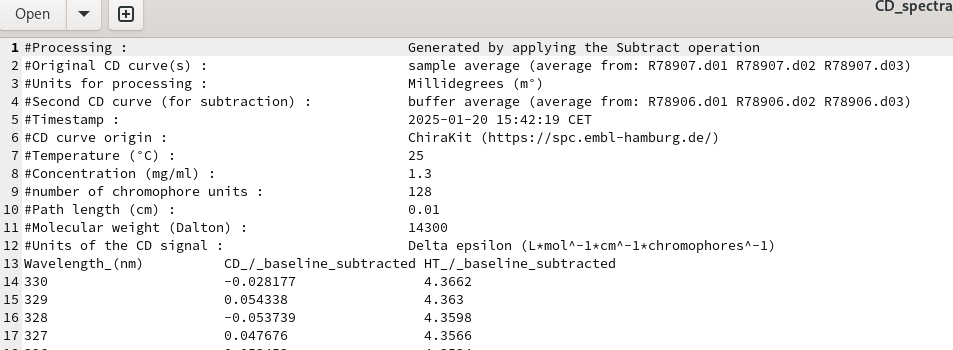 Open
CD_spectra
1 #Processing : Generated by applying the Subtract operation
2 #Original CD curve(s) : sample average (average from: R78907.d01 R78907.d02 R78907.d03)
3 #Units for processing : Millidegrees (m°)
4 #Second CD curve (for subtraction) : buffer average (average from: R78906.d01 R78906.d02 R78906.d03)
5 #Timestamp : 2025-01-20 15:42:19 CET
6 #CD curve origin : ChiraKit (https://spc.embl-hamburg.de/)
7 #Temperature (°C) : 25
8 #Concentration (mg/ml) : 1.3
9 #number of chromophore units : 128
10 #Path length (cm) : 0.01
11 #Molecular weight (Dalton) : 14300
12 #Units of the CD signal : Delta epsilon (L*mol^-1*cm^-1*chromophores^-1)
13 Wavelength_(nm) CD_/_baseline_subtracted HT_/_baseline_subtracted
14 330 -0.028177 4.3662
15 329 0.054338 4.363
16 328 -0.053739 4.3598
17 327 0.047676 4.3566